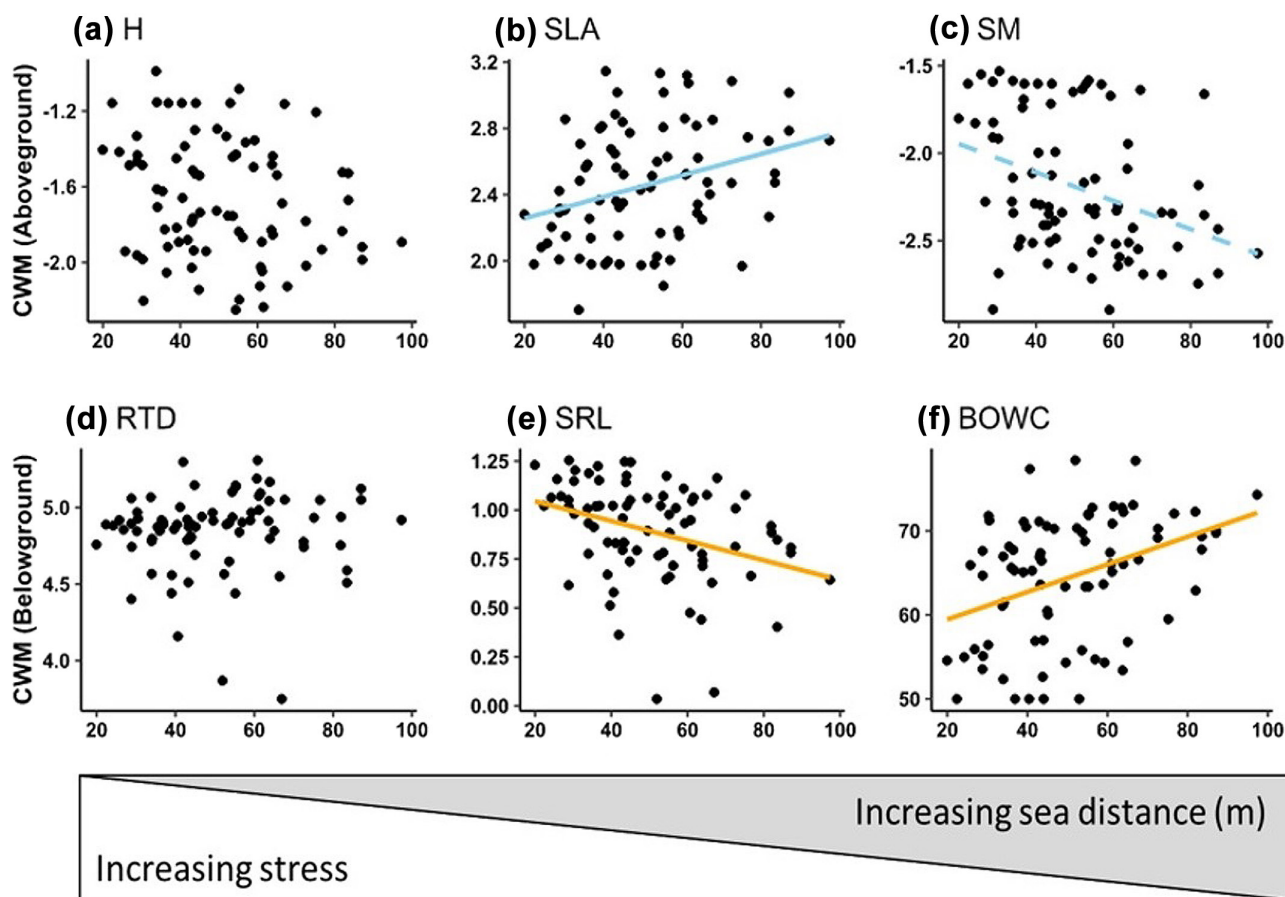 (a) H
(b) SLA
(c) SM
CWM (Aboveground)
-1.2
-1.6
-2.0
20 40 60 80 100
3.2
2.8
2.4
2.0
20 40 60 80 100
-1.5
-2.0
-2.5
20 40 60 80 100
(d) RTD
(e) SRL
(f) BOWC
CWM (Belowground)
5.0
4.5
4.0
20 40 60 80 100
1.25
1.00
0.75
0.50
0.25
0.00
20 40 60 80 100
70
60
50
20 40 60 80 100
Increasing sea distance (m)
Increasing stress